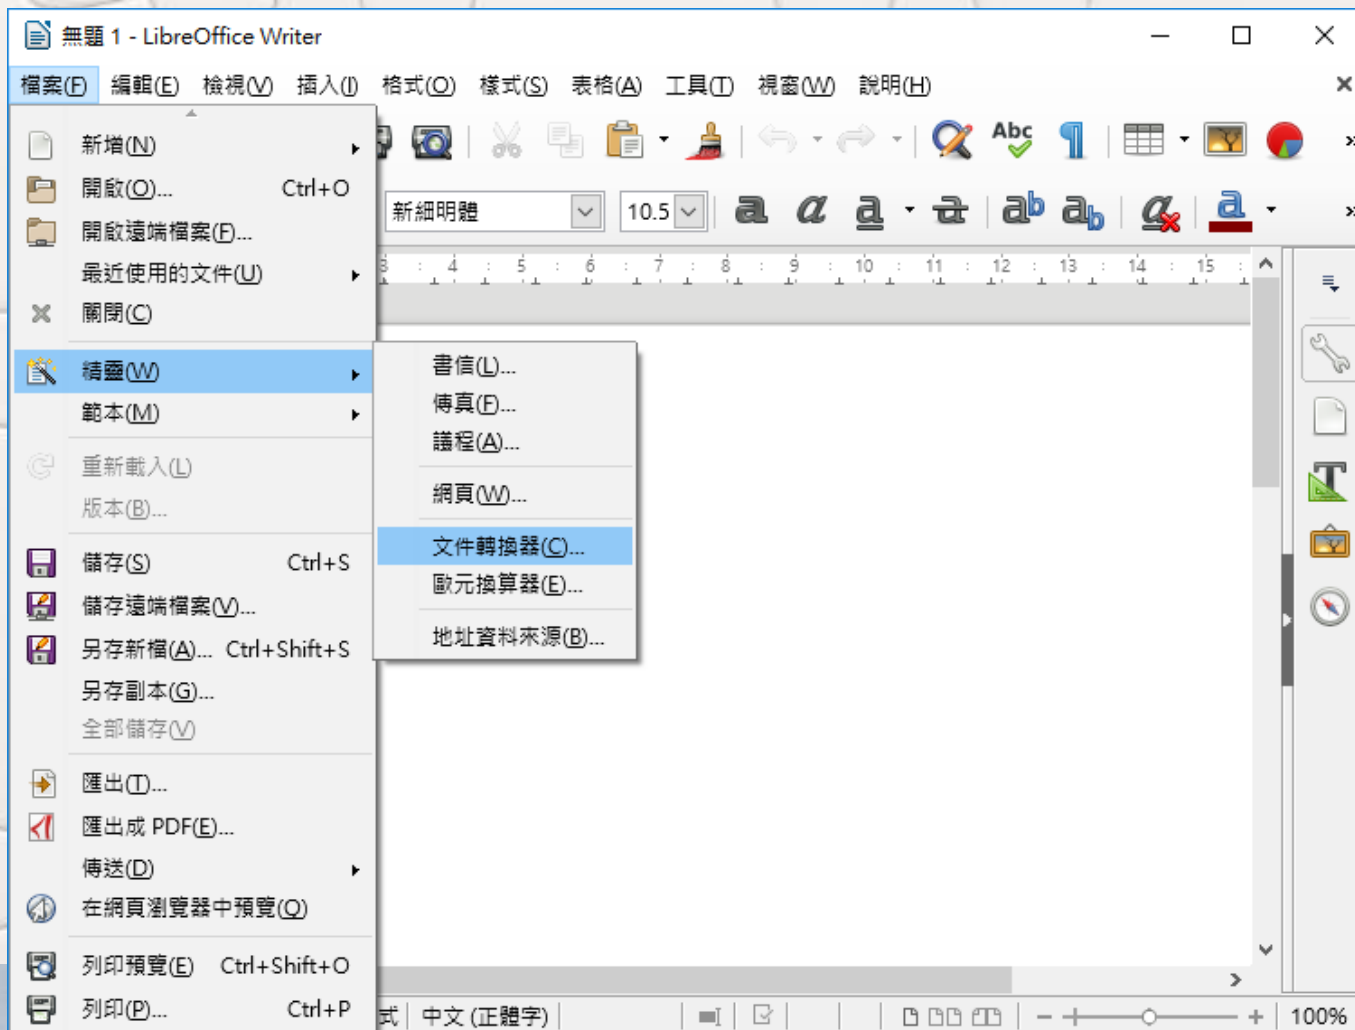 無題 1 - LibreOffice Writer
檔案(F) 編輯(E) 檢視(V) 插入(I) 格式(O) 樣式(S) 表格(A) 工具(T) 視窗(W) 說明(H)
新增(N)
開啟(O)... Ctrl+O
開啟遠端檔案(F)...
最近使用的文件(U)
關閉(C)
精靈(W)
範本(M)
重新載入(L)
版本(B)...
儲存(S) Ctrl+S
儲存遠端檔案(V)...
另存新檔(A)... Ctrl+Shift+S
另存副本(G)...
全部儲存(V)
匯出(T)...
匯出成 PDF(E)...
傳送(D)
在網頁瀏覽器中預覽(Q)
列印預覽(E) Ctrl+Shift+O
列印(P)... Ctrl+P
書信(L)...
傳真(F)...
議程(A)...
網頁(W)...
文件轉換器(C)...
歐元換算器(E)...
地址資料來源(B)...
Abc
新細明體 10.5 a a a a ab ab a a
3 4 5 6 7 8 9 10 11 12 13 14 15
式 中文 (正體字) 100%